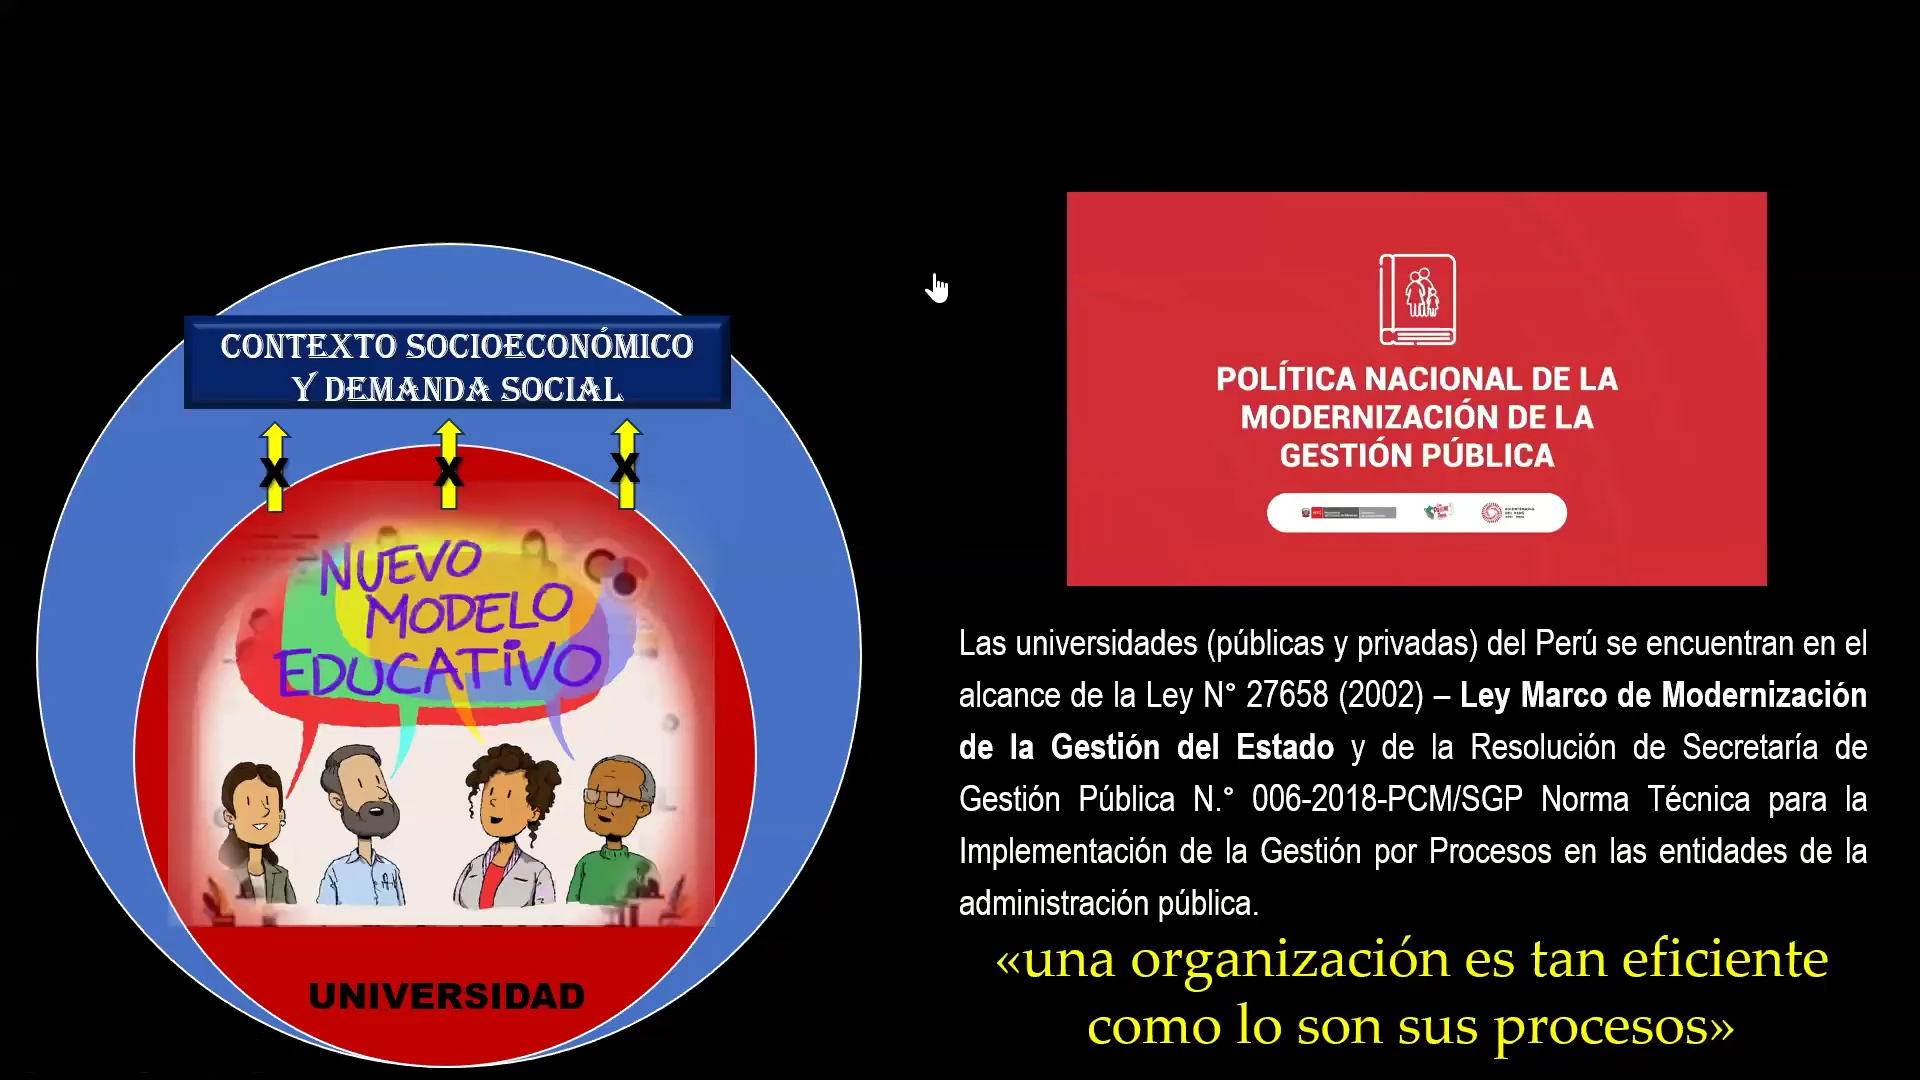 CONTEXTO SOCIOECONÓMICO
Y DEMANDA SOCIAL
X X X
NUEVO
MODELO
EDUCATIVO
UNIVERSIDAD
POLÍTICA NACIONAL DE LA
MODERNIZACIÓN DE LA
GESTIÓN PÚBLICA
Las universidades (públicas y privadas) del Perú se encuentran en el
alcance de la Ley N° 27658 (2002) – Ley Marco de Modernización
de la Gestión del Estado y de la Resolución de Secretaría de
Gestión Pública N.° 006-2018-PCM/SGP Norma Técnica para la
Implementación de la Gestión por Procesos en las entidades de la
administración pública.
«una organización es tan eficiente
como lo son sus procesos»